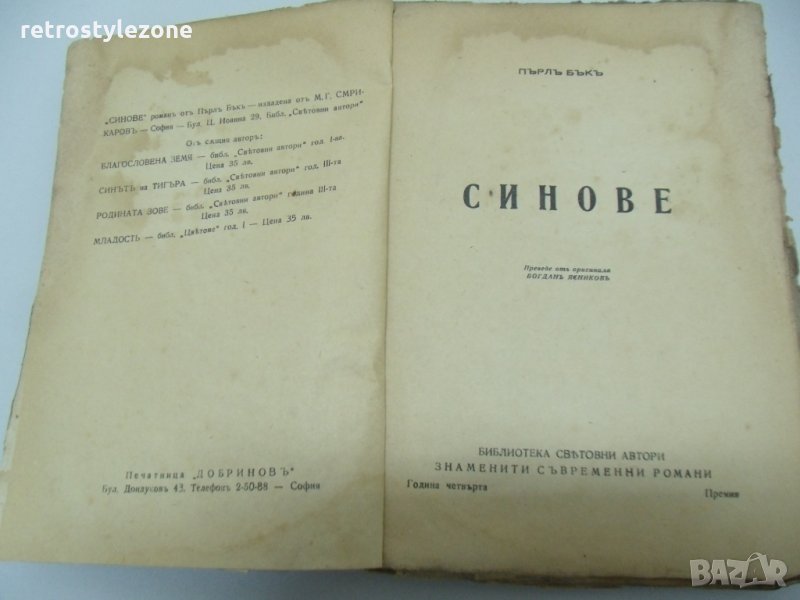 retrostylezone
„СИНОВЕ“ романъ отъ Пърлъ Бъкъ — издадена отъ М. Г. СМРИ-
КАРОВЪ — София — Бул. Ц. Иоанна 29. Библ. „Свѣтовни автори“
Отъ сѫщия авторъ:
БЛАГОСЛОВЕНА ЗЕМЯ — библ. „Свѣтовни автори“ год. I-ва.
Цена 35 лв.
СИНЪТЪ на ТИГЪРА — библ. „Свѣтовни автори“ год. III-та
Цена 35 лв.
РОДИНАТА ЗОВЕ — библ. „Свѣтовни автори“ година III-та
Цена 35 лв.
МЛАДОСТЬ — библ. „Цвѣтове“ год. I — Цена 35 лв.
Печатница „ДОБРИНОВЪ“
Бул. Дондуковъ 43. Телефонъ 2-50-88 — София
ПЪРЛЪ БЪКЪ
СИНОВЕ
Преведе отъ оригинала
БОГДАНЪ ЯСНИКОВЪ
БИБЛИОТЕКА СВѢТОВНИ АВТОРИ
ЗНАМЕНИТИ СЪВРЕМЕННИ РОМАНИ
Година четвърта Премия
BAZAR